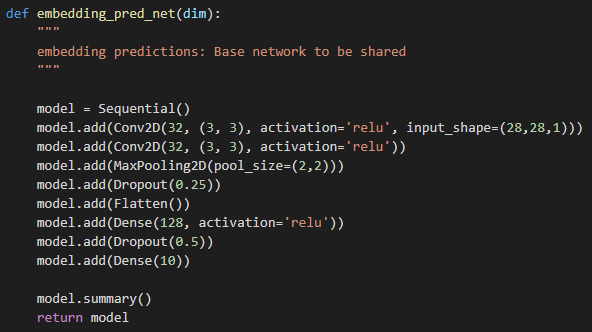 def embedding_pred_net(dim):
    """
    embedding predictions: Base network to be shared
    """
    model = Sequential()
    model.add(Conv2D(32, (3, 3), activation='relu', input_shape=(28,28,1)))
    model.add(Conv2D(32, (3, 3), activation='relu'))
    model.add(MaxPooling2D(pool_size=(2,2)))
    model.add(Dropout(0.25))
    model.add(Flatten())
    model.add(Dense(128, activation='relu'))
    model.add(Dropout(0.5))
    model.add(Dense(10))
    model.summary()
    return model